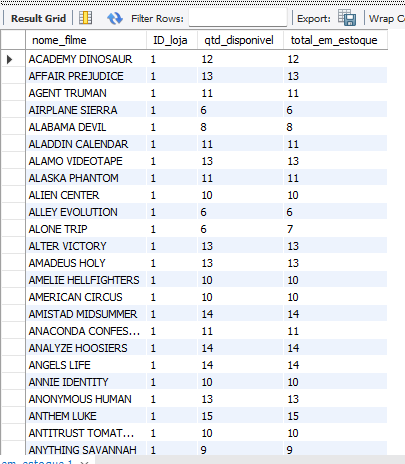 Result Grid Filter Rows: Export: Wrap Ce
nome_filme ID_loja qtd_disponivel total_em_estoque
ACADEMY DINOSAUR 1 12 12
AFFAIR PREJUDICE 1 13 13
AGENT TRUMAN 1 11 11
AIRPLANE SIERRA 1 6 6
ALABAMA DEVIL 1 8 8
ALADDIN CALENDAR 1 11 11
ALAMO VIDEOTAPE 1 13 13
ALASKA PHANTOM 1 11 11
ALIEN CENTER 1 10 10
ALLEY EVOLUTION 1 6 6
ALONE TRIP 1 6 7
ALTER VICTORY 1 13 13
AMADEUS HOLY 1 13 13
AMELIE HELLFIGHTERS 1 10 10
AMERICAN CIRCUS 1 10 10
AMISTAD MIDSUMMER 1 14 14
ANACONDA CONFES... 1 11 11
ANALYZE HOOSIERS 1 14 14
ANGELS LIFE 1 14 14
ANNIE IDENTITY 1 10 10
ANONYMOUS HUMAN 1 13 13
ANTHEM LUKE 1 15 15
ANTITRUST TOMAT... 1 10 10
ANYTHING SAVANNAH 1 9 9
em_estoque 1